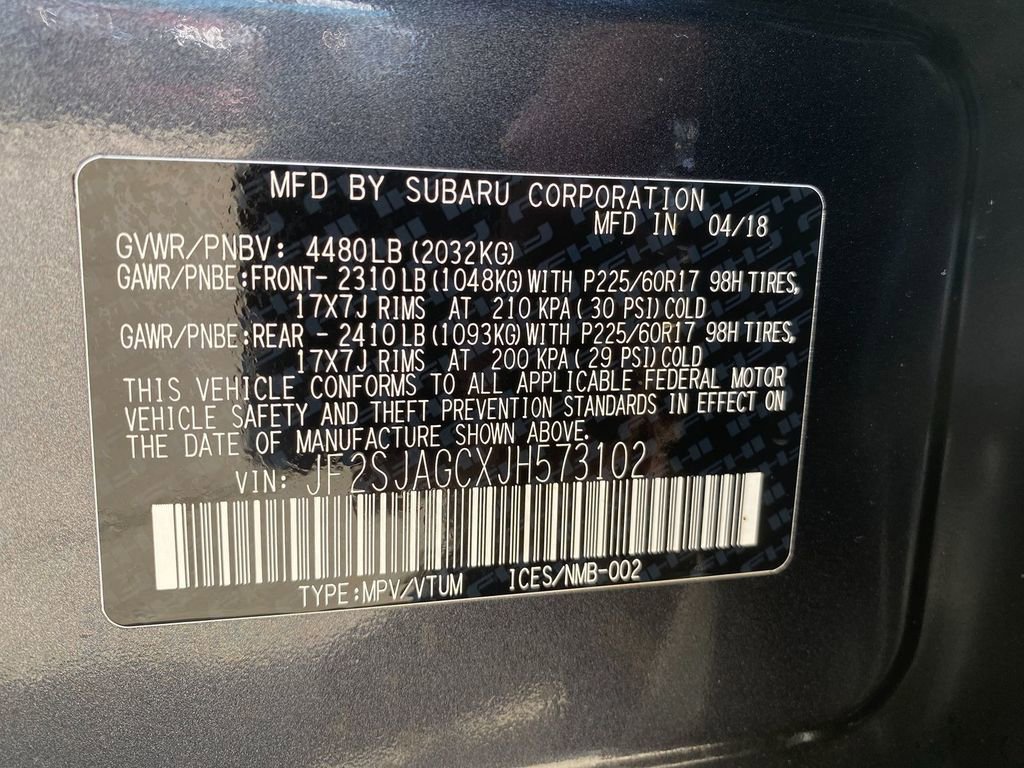 MFD BY SUBARU CORPORATION
MFD IN 04/18
GVWR/PNBV: 4480LB(2032KG)
GAWR/PNBE:FRONT- 2310LB(1048KG)WITH P225/60R17 98H TIRES,
17X7J RIMS AT 210 KPA(30 PSI)COLD
GAWR/PNBE:REAR - 2410LB(1093KG)WITH P225/60R17 98H TIRES,
17X7J RIMS AT 200 KPA(29 PSI)COLD
THIS VEHICLE CONFORMS TO ALL APPLICABLE FEDERAL MOTOR
VEHICLE SAFETY AND THEFT PREVENTION STANDARDS IN EFFECT ON
THE DATE OF MANUFACTURE SHOWN ABOVE.
VIN: JF2SJAGCXJH573102
TYPE:MPV/VTUM ICES/NMB-002